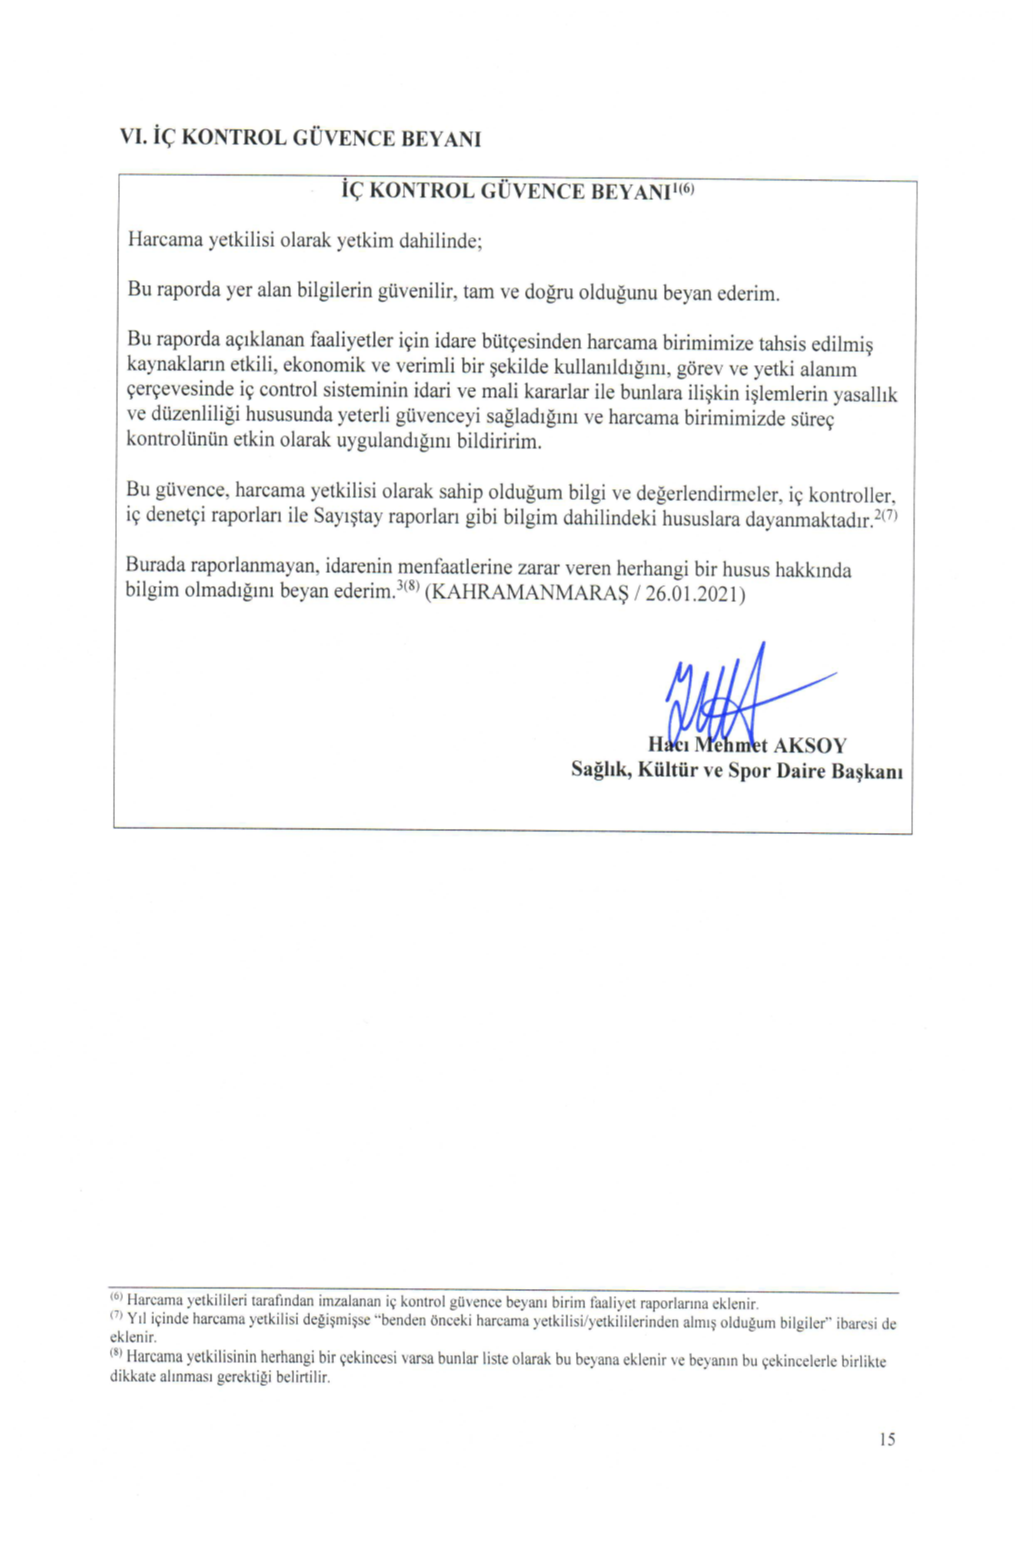 VI. İÇ KONTROL GÜVENCE BEYANI
İÇ KONTROL GÜVENCE BEYANI¹⁽⁶⁾
Harcama yetkilisi olarak yetkim dahilinde;
Bu raporda yer alan bilgilerin güvenilir, tam ve doğru olduğunu beyan ederim.
Bu raporda açıklanan faaliyetler için idare bütçesinden harcama birimimize tahsis edilmiş
kaynakların etkili, ekonomik ve verimli bir şekilde kullanıldığını, görev ve yetki alanım
çerçevesinde iç control sisteminin idari ve mali kararlar ile bunlara ilişkin işlemlerin yasallık
ve düzenliliği hususunda yeterli güvenceyi sağladığını ve harcama birimimizde süreç
kontrolünün etkin olarak uygulandığını bildiririm.
Bu güvence, harcama yetkilisi olarak sahip olduğum bilgi ve değerlendirmeler, iç kontroller,
iç denetçi raporları ile Sayıştay raporları gibi bilgim dahilindeki hususlara dayanmaktadır.²⁽⁷⁾
Burada raporlanmayan, idarenin menfaatlerine zarar veren herhangi bir husus hakkında
bilgim olmadığını beyan ederim.³⁽⁸⁾ (KAHRAMANMARAŞ / 26.01.2021)
Hacı Mehmet AKSOY
Sağlık, Kültür ve Spor Daire Başkanı
⁽⁶⁾ Harcama yetkilileri tarafından imzalanan iç kontrol güvence beyanı birim faaliyet raporlarına eklenir.
⁽⁷⁾ Yıl içinde harcama yetkilisi değişmişse “benden önceki harcama yetkilisi/yetkililerinden almış olduğum bilgiler” ibaresi de
eklenir.
⁽⁸⁾ Harcama yetkilisinin herhangi bir çekincesi varsa bunlar liste olarak bu beyana eklenir ve beyanın bu çekincelerle birlikte
dikkate alınması gerektiği belirtilir.
15